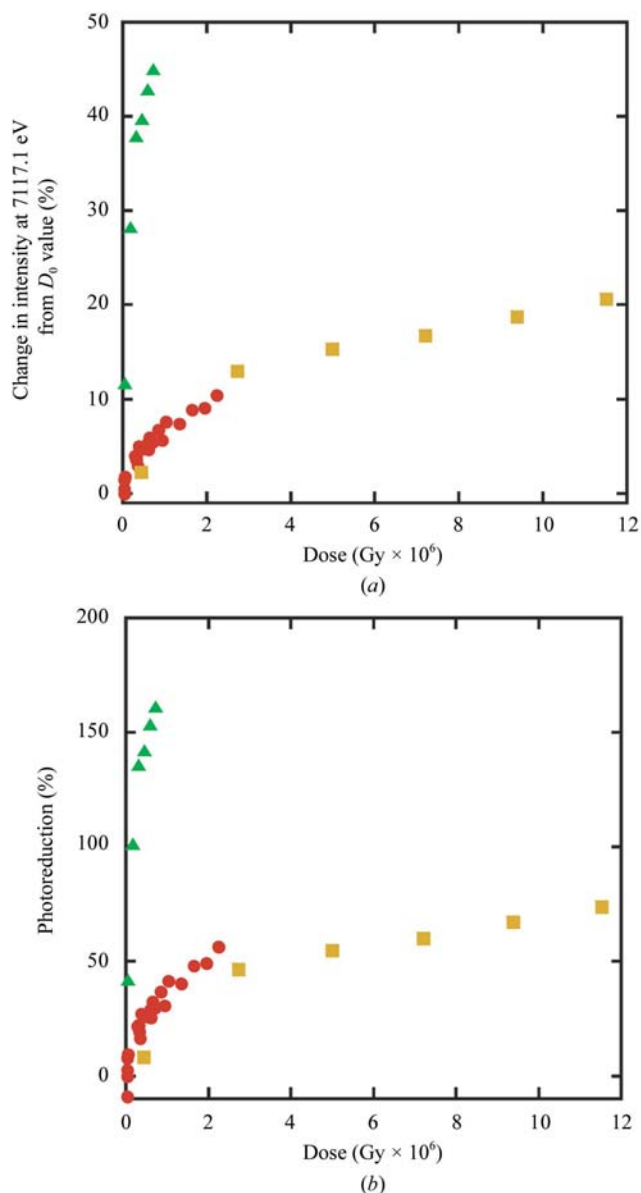 50
40
30
20
10
0
Change in intensity at 7117.1 eV
from D₀ value (%)
0 2 4 6 8 10 12
Dose (Gy × 10⁶)
(a)
200
150
100
50
0
Photoreduction (%)
0 2 4 6 8 10 12
Dose (Gy × 10⁶)
(b)